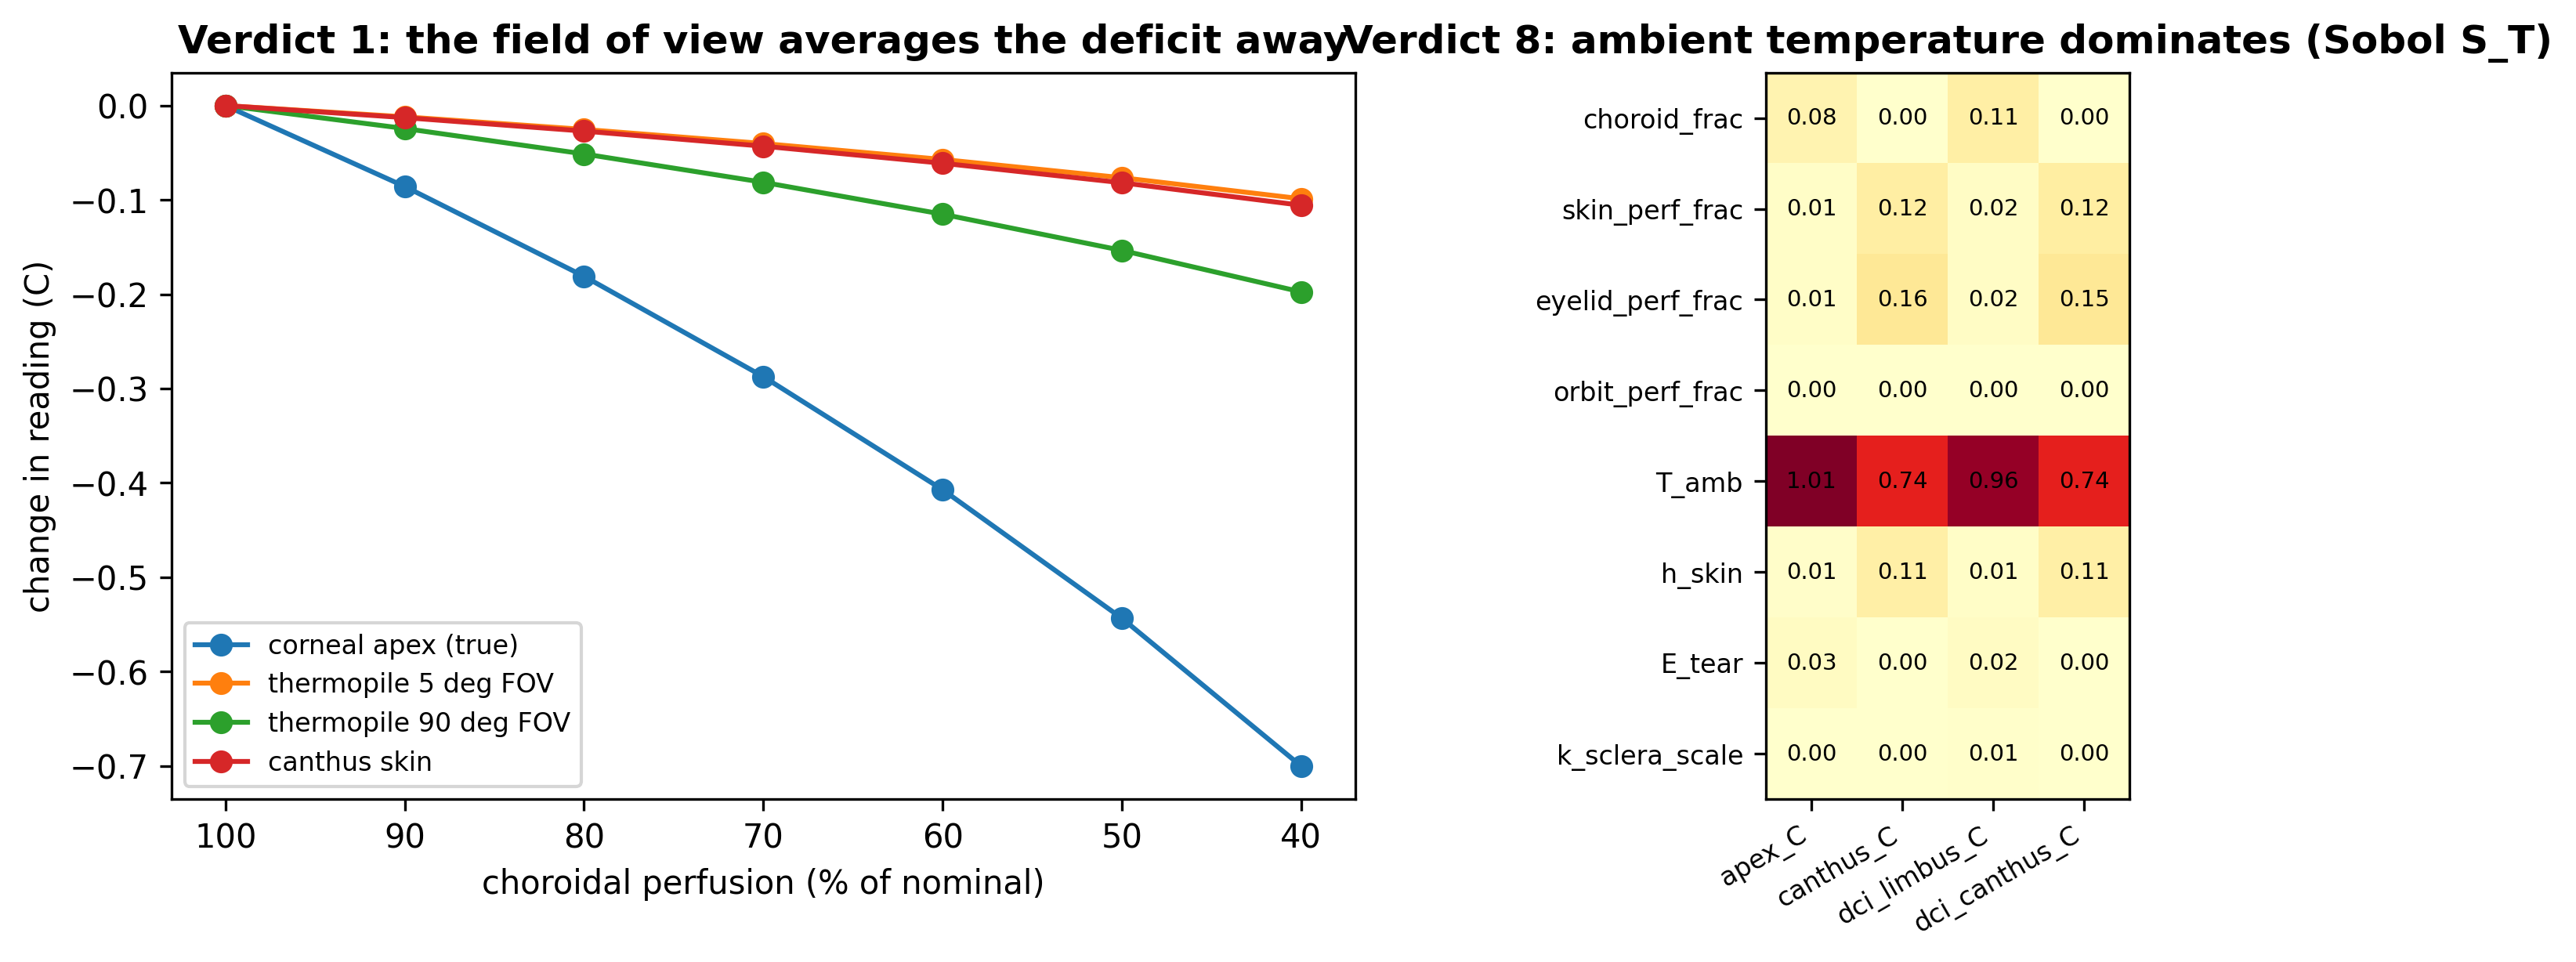 Verdict 1: the field of view averages the deficit away
0.0
−0.1
−0.2
−0.3
−0.4
−0.5
−0.6
−0.7
change in reading (C)
corneal apex (true)
thermopile 5 deg FOV
thermopile 90 deg FOV
canthus skin
100 90 80 70 60 50 40
choroidal perfusion (% of nominal)
Verdict 8: ambient temperature dominates (Sobol S_T)
choroid_frac 0.08 0.00 0.11 0.00
skin_perf_frac 0.01 0.12 0.02 0.12
eyelid_perf_frac 0.01 0.16 0.02 0.15
orbit_perf_frac 0.00 0.00 0.00 0.00
T_amb 1.01 0.74 0.96 0.74
h_skin 0.01 0.11 0.01 0.11
E_tear 0.03 0.00 0.02 0.00
k_sclera_scale 0.00 0.00 0.01 0.00
apex_C
canthus_C
dci_limbus_C
dci_canthus_C